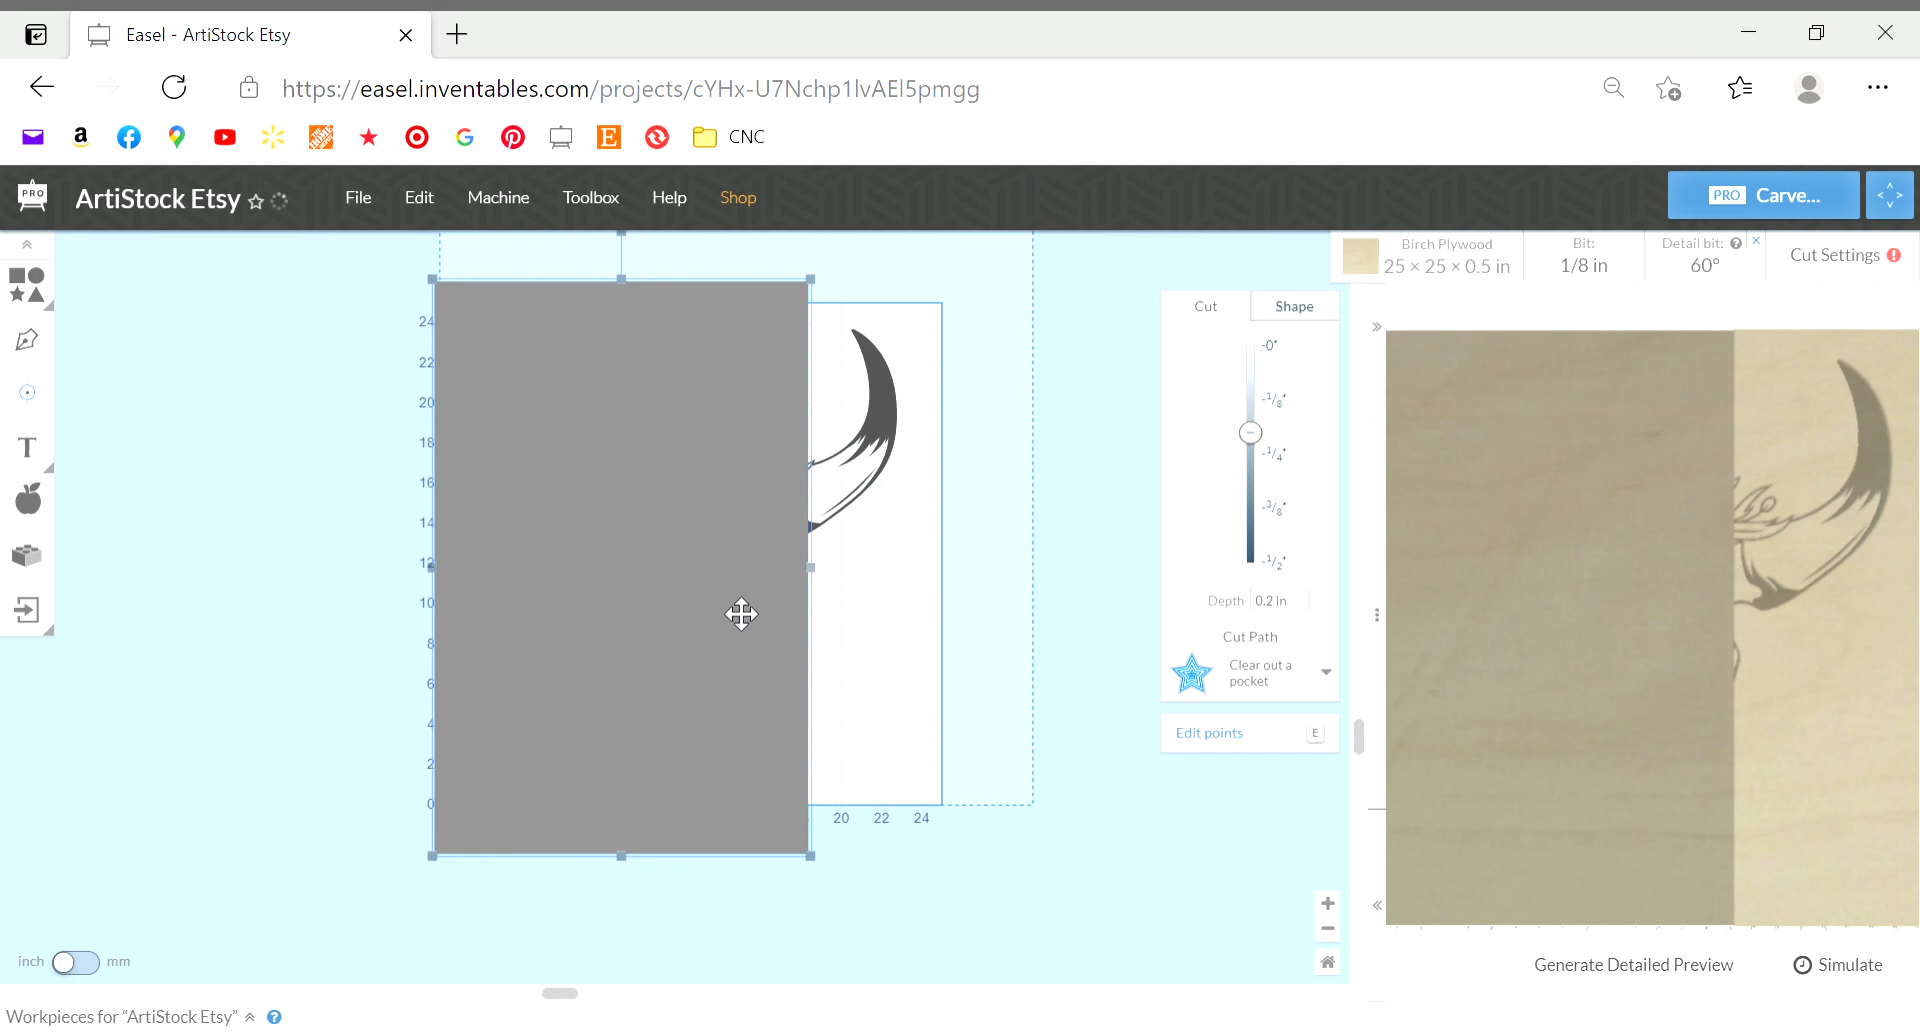 Easel - ArtiStock Etsy
https://easel.inventables.com/projects/cYHx-U7Nchp1lvAEl5pmgg
CNC
PRO
ArtiStock Etsy
File Edit Machine Toolbox Help Shop
PRO Carve...
Birch Plywood
25 × 25 × 0.5 in
Bit:
1/8 in
Detail bit:
60°
Cut Settings
Cut Shape
-0"
-1/8"
-1/4"
-3/8"
-1/2"
Depth 0.2 in
Cut Path
Clear out a
pocket
Edit points E
T
24
22
20
18
16
14
12
10
8
6
4
2
0
20 22 24
inch mm
Generate Detailed Preview
Simulate
Workpieces for “ArtiStock Etsy”